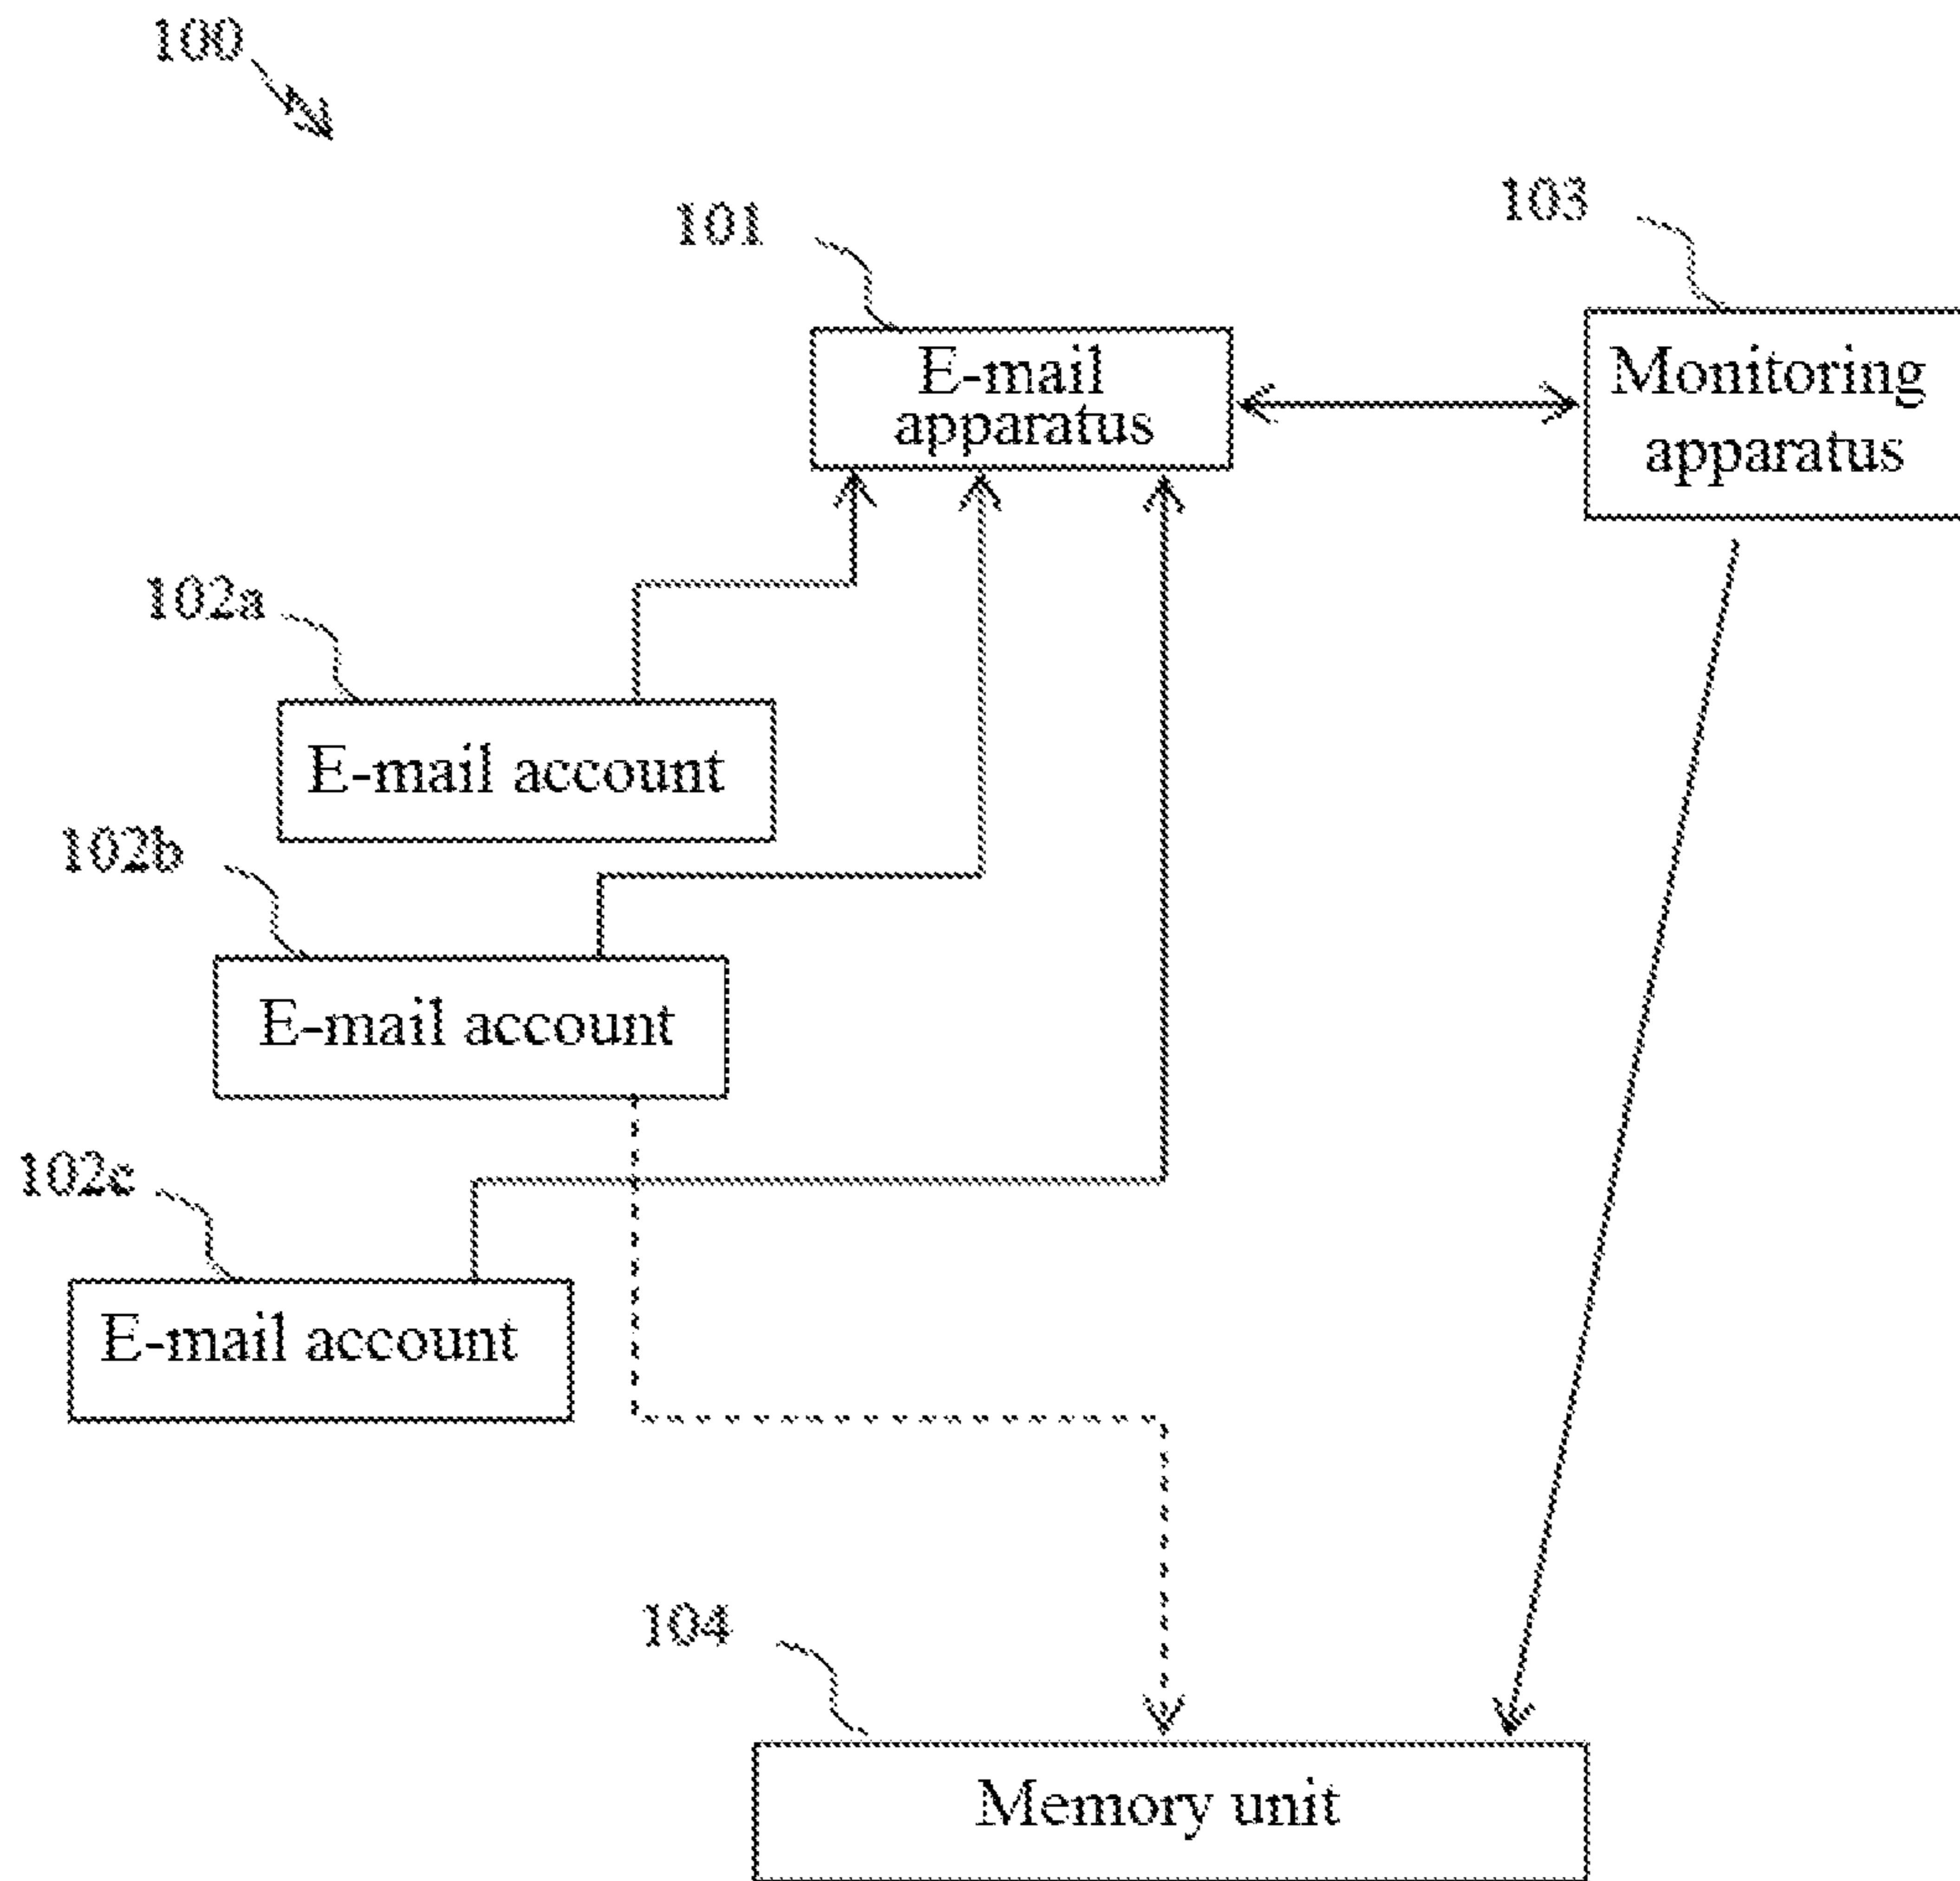 100
101
103
E-mail
apparatus
Monitoring
apparatus
102a
E-mail account
102b
E-mail account
102c
E-mail account
104
Memory unit